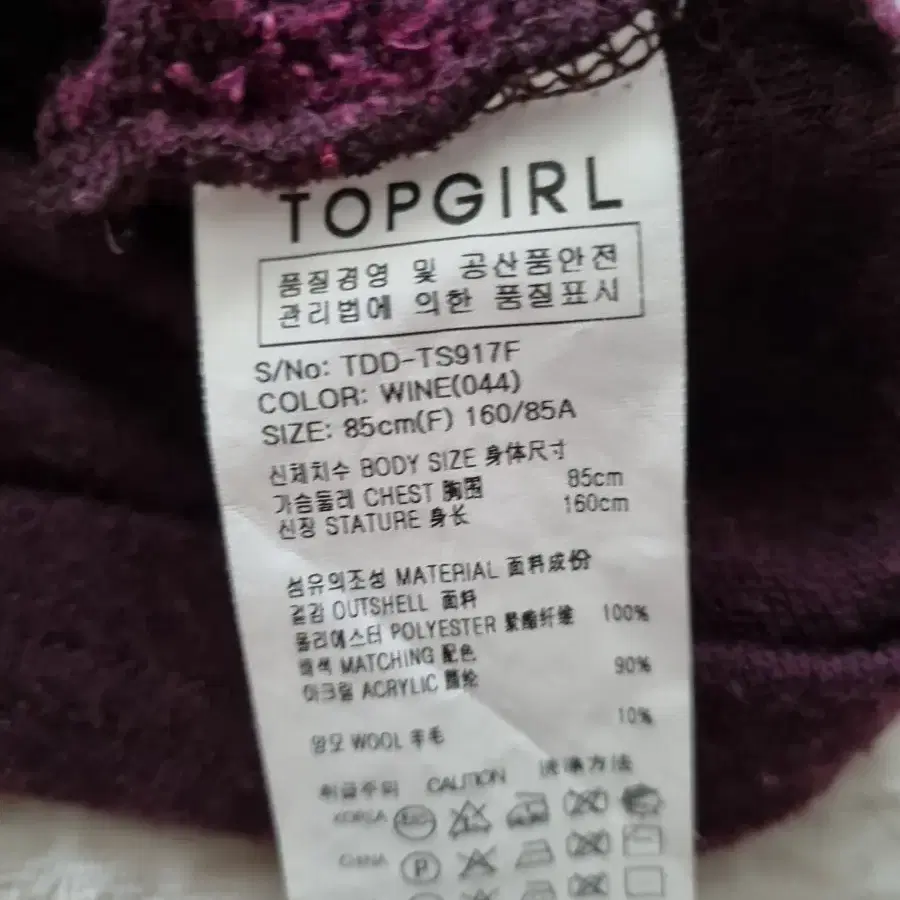 TOPGIRL
품질경영 및 공산품안전
관리법에 의한 품질표시
S/No: TDD-TS917F
COLOR: WINE(044)
SIZE: 85cm(F) 160/85A
신체치수 BODY SIZE 身体尺寸
가슴둘레 CHEST 胸围 85cm
신장 STATURE 身长 160cm
섬유의조성 MATERIAL 面料成份
겉감 OUTSHELL 面料
폴리에스터 POLYESTER 聚酯纤维 100%
배색 MATCHING 配色
아크릴 ACRYLIC 90%
양모 WOOL 羊毛 10%
취급주의 CAUTION 洗涤方法
KOREA
CHINA
P